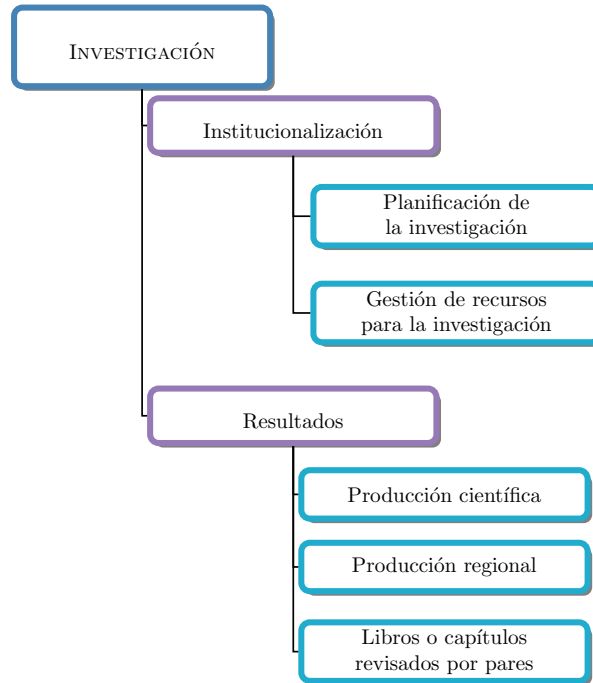 INVESTIGACIÓN
Institucionalización
Planificación de
la investigación
Gestión de recursos
para la investigación
Resultados
Producción científica
Producción regional
Libros o capítulos
revisados por pares